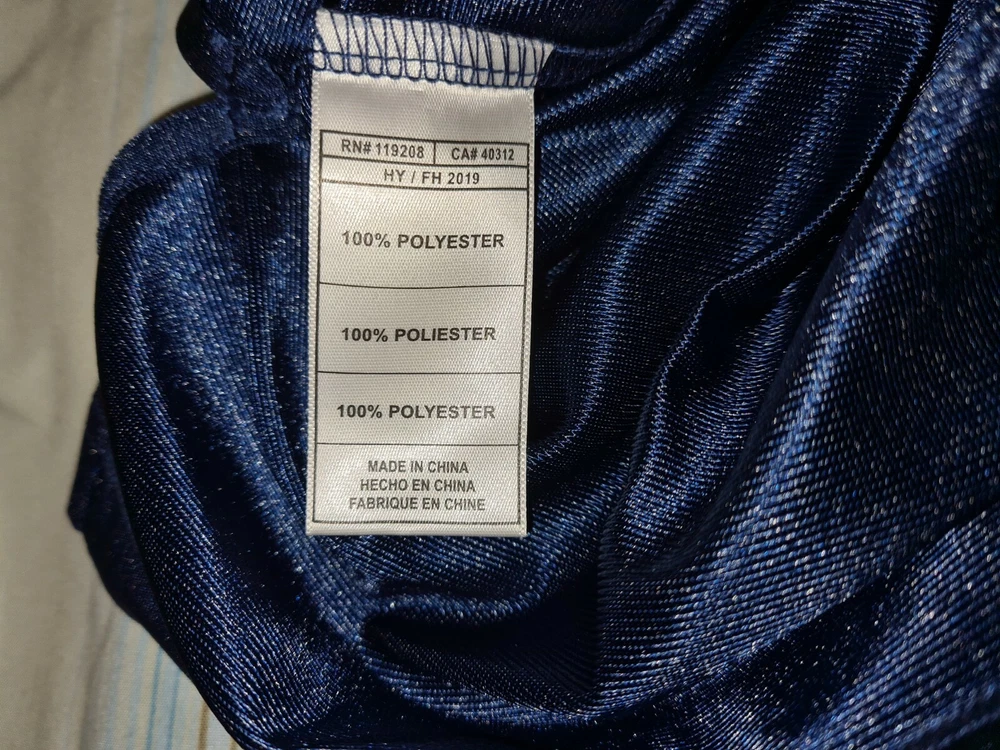 RN# 119208 CA# 40312
HY / FH 2019
100% POLYESTER
100% POLIESTER
100% POLYESTER
MADE IN CHINA
HECHO EN CHINA
FABRIQUE EN CHINE